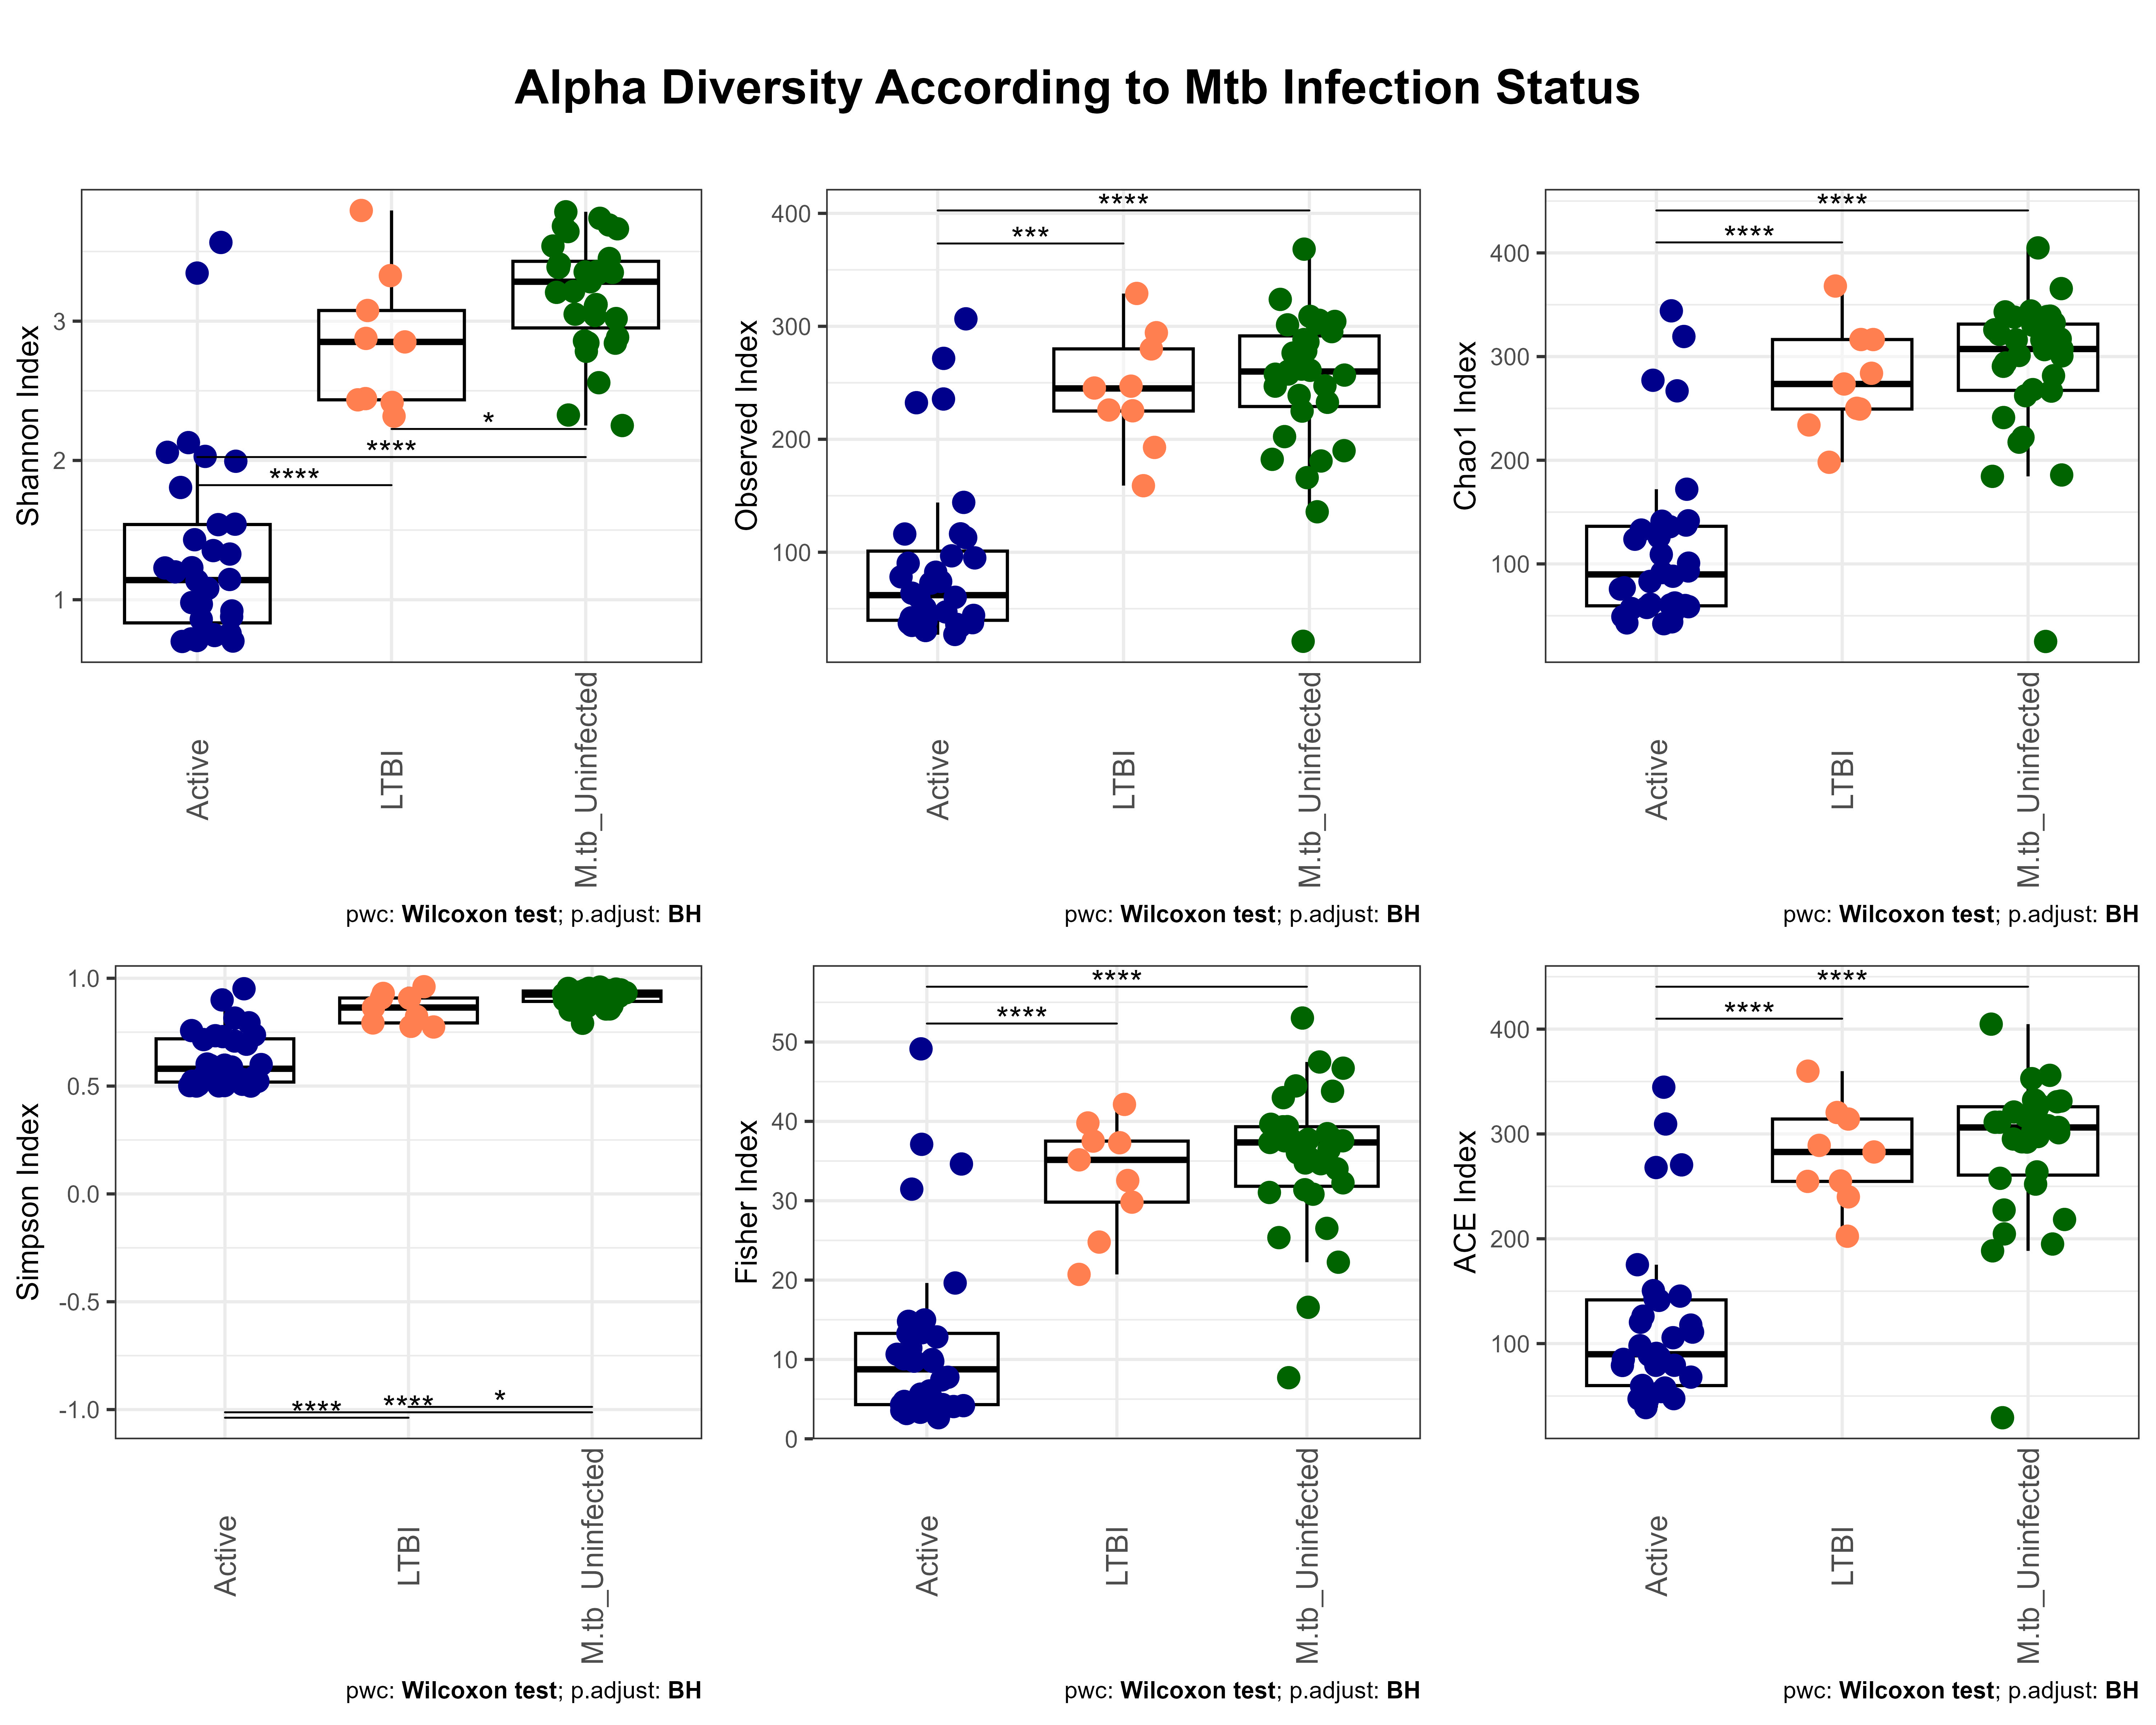 Alpha Diversity According to Mtb Infection Status
Shannon Index
3
2
1
****
****
*
Active
LTBI
M.tb_Uninfected
pwc: Wilcoxon test; p.adjust: BH
Observed Index
400
300
200
100
****
***
Active
LTBI
M.tb_Uninfected
pwc: Wilcoxon test; p.adjust: BH
Chao1 Index
400
300
200
100
****
****
Active
LTBI
M.tb_Uninfected
pwc: Wilcoxon test; p.adjust: BH
Simpson Index
1.0
0.5
0.0
-0.5
-1.0
****
****
*
Active
LTBI
M.tb_Uninfected
pwc: Wilcoxon test; p.adjust: BH
Fisher Index
50
40
30
20
10
0
****
****
Active
LTBI
M.tb_Uninfected
pwc: Wilcoxon test; p.adjust: BH
ACE Index
400
300
200
100
****
****
Active
LTBI
M.tb_Uninfected
pwc: Wilcoxon test; p.adjust: BH